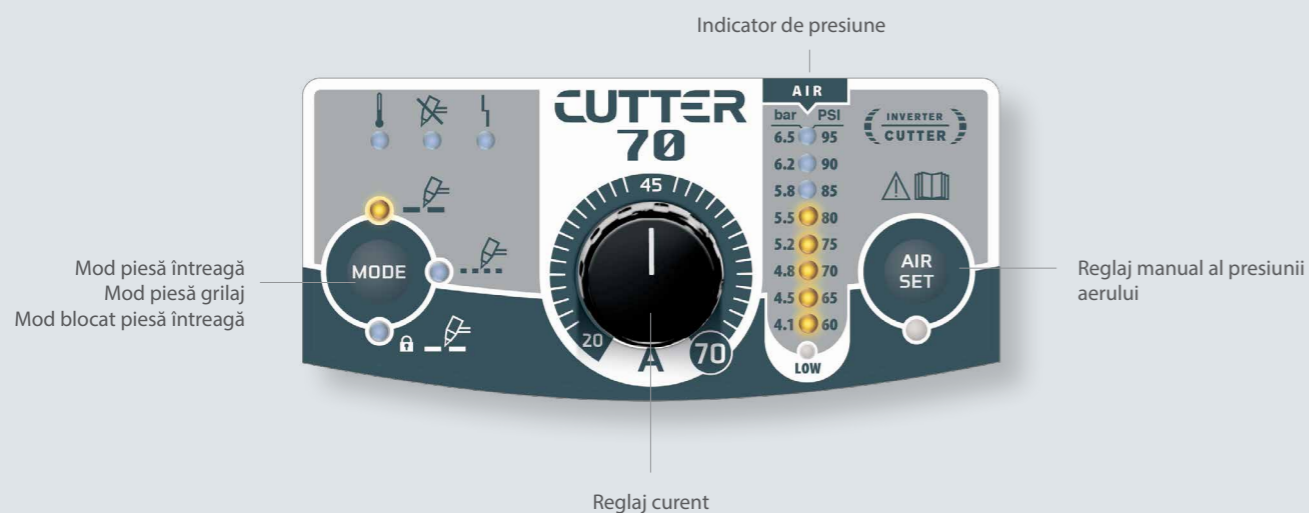 Indicator de presiune
AIR
bar PSI
6.5 95
6.2 90
5.8 85
5.5 80
5.2 75
4.8 70
4.5 65
4.1 60
LOW
CUTTER
70
45
20
A
70
INVERTER
CUTTER
MODE
AIR
SET
Mod piesă întreagă
Mod piesă grilaj
Mod blocat piesă întreagă
Reglaj manual al presiunii
aerului
Reglaj curent